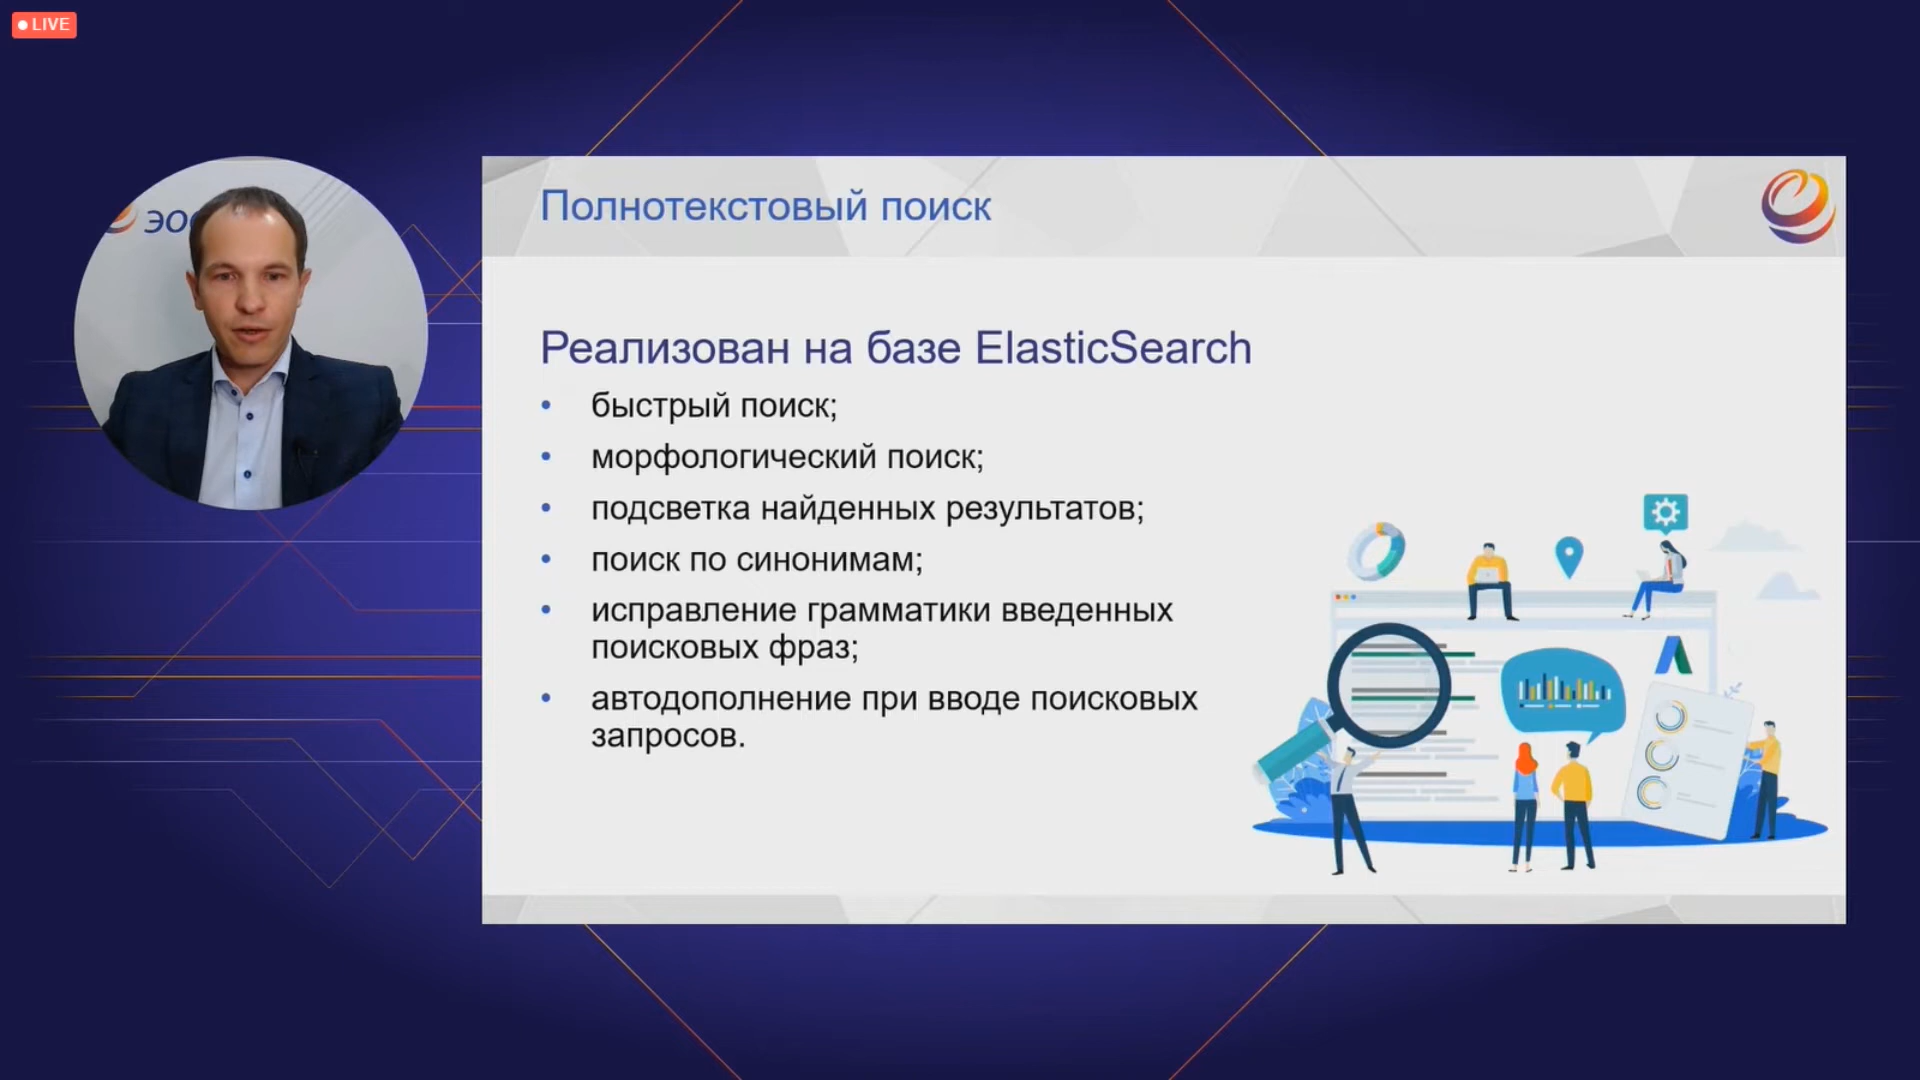 LIVE
ЭОС
Полнотекстовый поиск
Реализован на базе ElasticSearch
• быстрый поиск;
• морфологический поиск;
• подсветка найденных результатов;
• поиск по синонимам;
• исправление грамматики введенных
поисковых фраз;
• автодополнение при вводе поисковых
запросов.